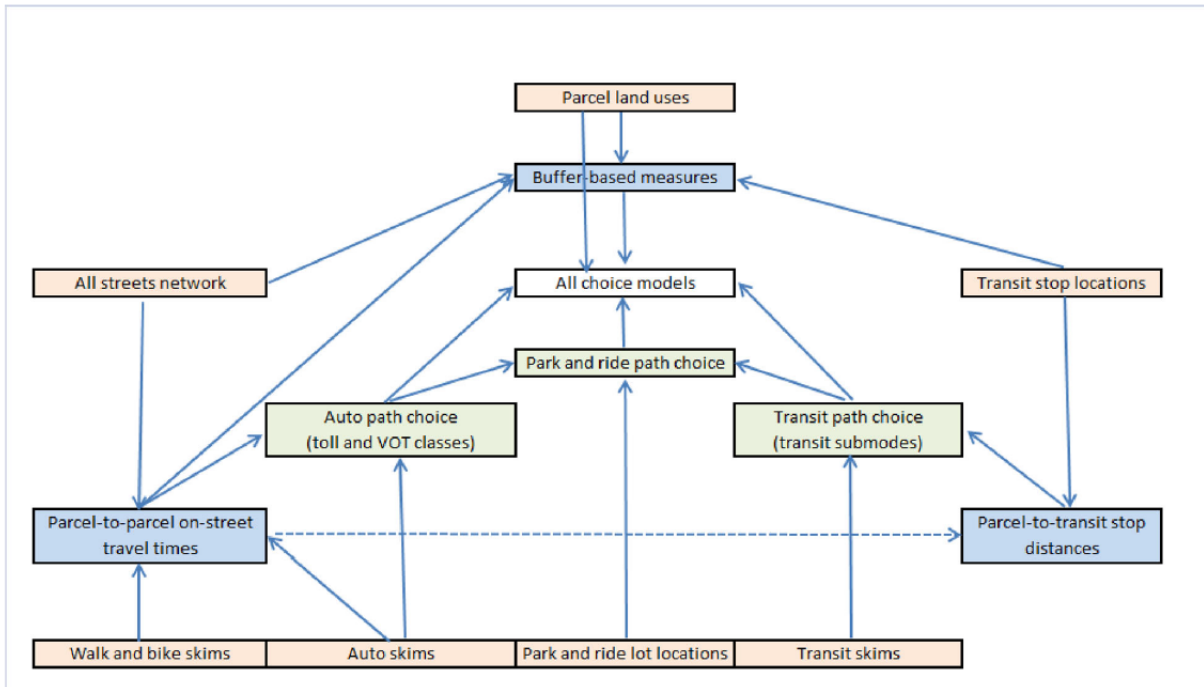 Parcel land uses
Buffer-based measures
All streets network
All choice models
Transit stop locations
Park and ride path choice
Auto path choice
(toll and VOT classes)
Transit path choice
(transit submodes)
Parcel-to-parcel on-street
travel times
Parcel-to-transit stop
distances
Walk and bike skims
Auto skims
Park and ride lot locations
Transit skims